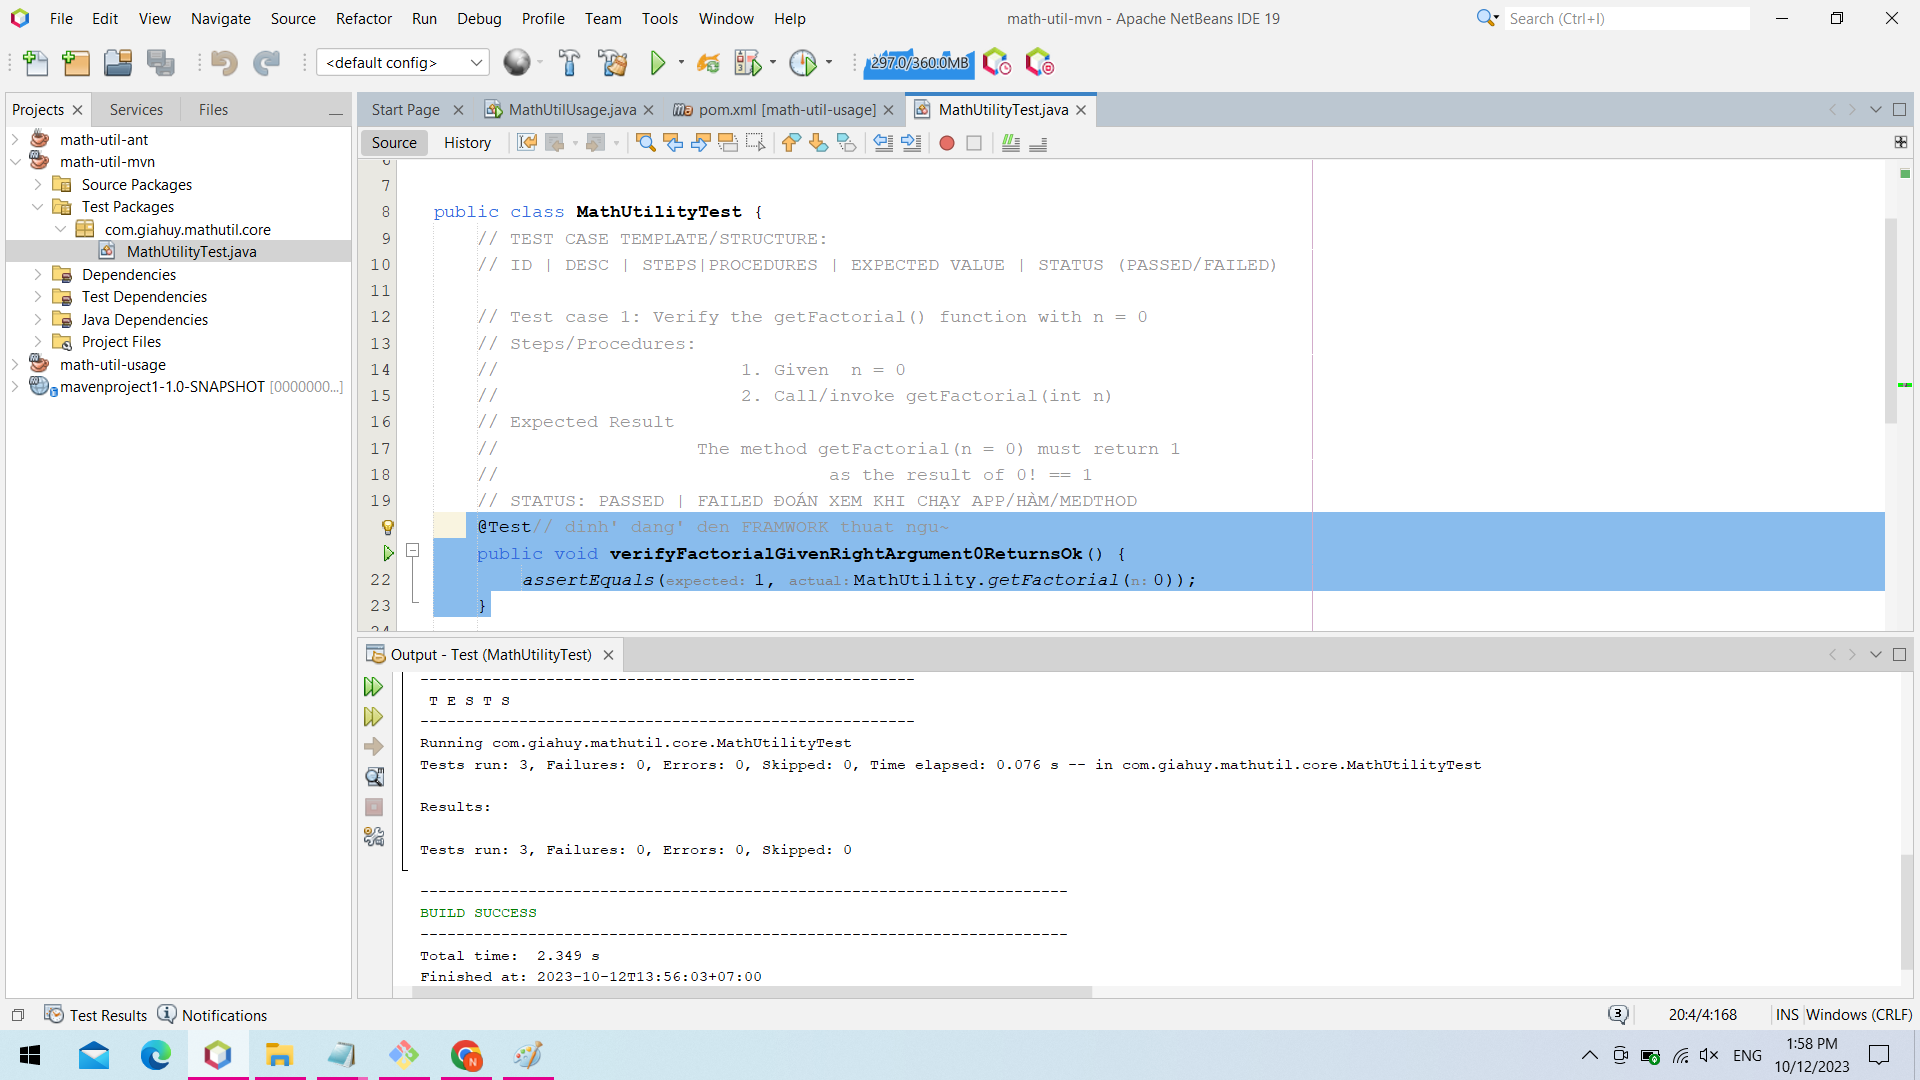 File Edit View Navigate Source Refactor Run Debug Profile Team Tools Window Help
math-util-mvn - Apache NetBeans IDE 19
Search (Ctrl+I)
<default config>
297.0/360.0MB
Projects Services Files
math-util-ant
math-util-mvn
Source Packages
Test Packages
com.giahuy.mathutil.core
MathUtilityTest.java
Dependencies
Test Dependencies
Java Dependencies
Project Files
math-util-usage
mavenproject1-1.0-SNAPSHOT [0000000...]
Start Page MathUtilUsage.java pom.xml [math-util-usage] MathUtilityTest.java
Source History
6
7
8 public class MathUtilityTest {
9 // TEST CASE TEMPLATE/STRUCTURE:
10 // ID | DESC | STEPS|PROCEDURES | EXPECTED VALUE | STATUS (PASSED/FAILED)
11
12 // Test case 1: Verify the getFactorial() function with n = 0
13 // Steps/Procedures:
14 // 1. Given n = 0
15 // 2. Call/invoke getFactorial(int n)
16 // Expected Result
17 // The method getFactorial(n = 0) must return 1
18 // as the result of 0! == 1
19 // STATUS: PASSED | FAILED ĐOÁN XEM KHI CHẠY APP/HÀM/MEDTHOD
@Test// dinh' dang' den FRAMWORK thuat ngu~
public void verifyFactorialGivenRightArgument0ReturnsOk() {
22 assertEquals(expected: 1, actual: MathUtility.getFactorial(n: 0));
23 }
24
Output - Test (MathUtilityTest)
-------------------------------------------------------
T E S T S
-------------------------------------------------------
Running com.giahuy.mathutil.core.MathUtilityTest
Tests run: 3, Failures: 0, Errors: 0, Skipped: 0, Time elapsed: 0.076 s -- in com.giahuy.mathutil.core.MathUtilityTest
Results:
Tests run: 3, Failures: 0, Errors: 0, Skipped: 0
------------------------------------------------------------------------
BUILD SUCCESS
------------------------------------------------------------------------
Total time: 2.349 s
Finished at: 2023-10-12T13:56:03+07:00
Test Results Notifications
3 20:4/4:168 INS Windows (CRLF)
N
ENG
1:58 PM
10/12/2023